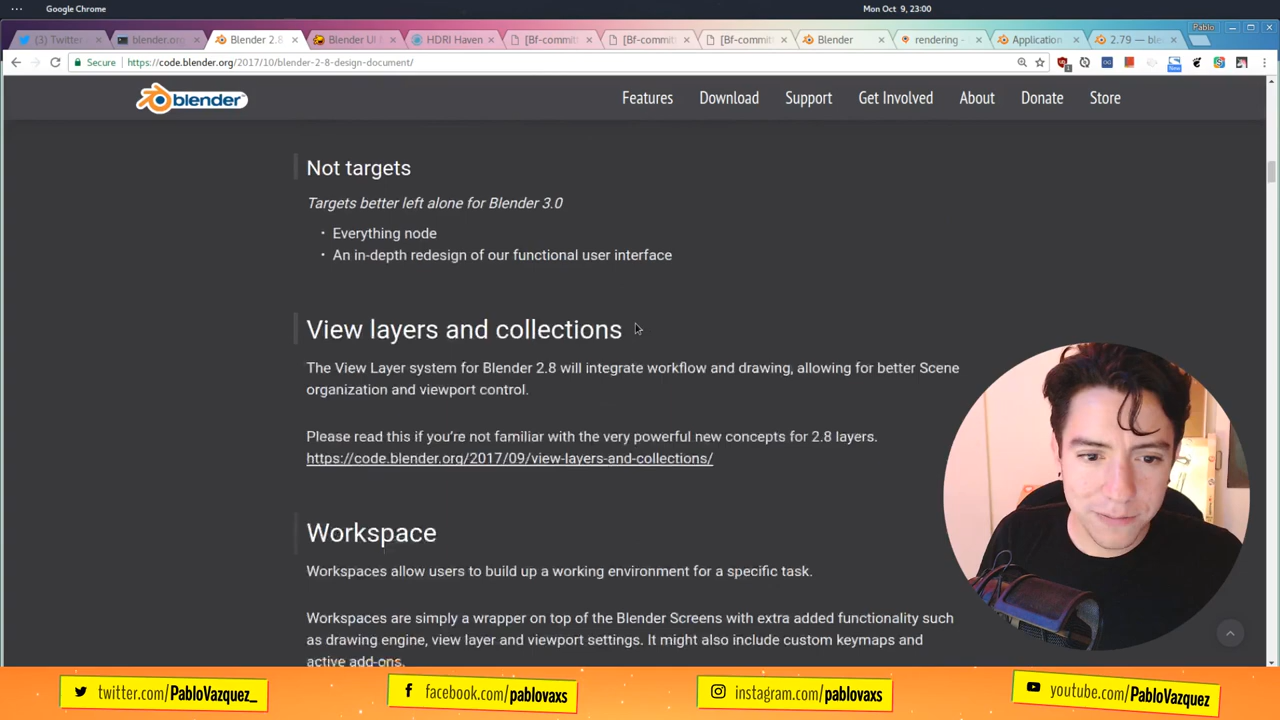 Google Chrome
Mon Oct 9, 23:00
(3) Twitter
blender.org
Blender 2.8
Blender UI
HDRI Haven
[Bf-commit
[Bf-commit
[Bf-commit
Blender
rendering -
Application
2.79 — ble
Pablo
Secure
https://code.blender.org/2017/10/blender-2-8-design-document/
blender
Features
Download
Support
Get Involved
About
Donate
Store
Not targets
Targets better left alone for Blender 3.0
• Everything node
• An in-depth redesign of our functional user interface
View layers and collections
The View Layer system for Blender 2.8 will integrate workflow and drawing, allowing for better Scene
organization and viewport control.
Please read this if you’re not familiar with the very powerful new concepts for 2.8 layers.
https://code.blender.org/2017/09/view-layers-and-collections/
Workspace
Workspaces allow users to build up a working environment for a specific task.
Workspaces are simply a wrapper on top of the Blender Screens with extra added functionality such
as drawing engine, view layer and viewport settings. It might also include custom keymaps and
active add-ons.
twitter.com/PabloVazquez_
facebook.com/pablovaxs
instagram.com/pablovaxs
youtube.com/PabloVazquez